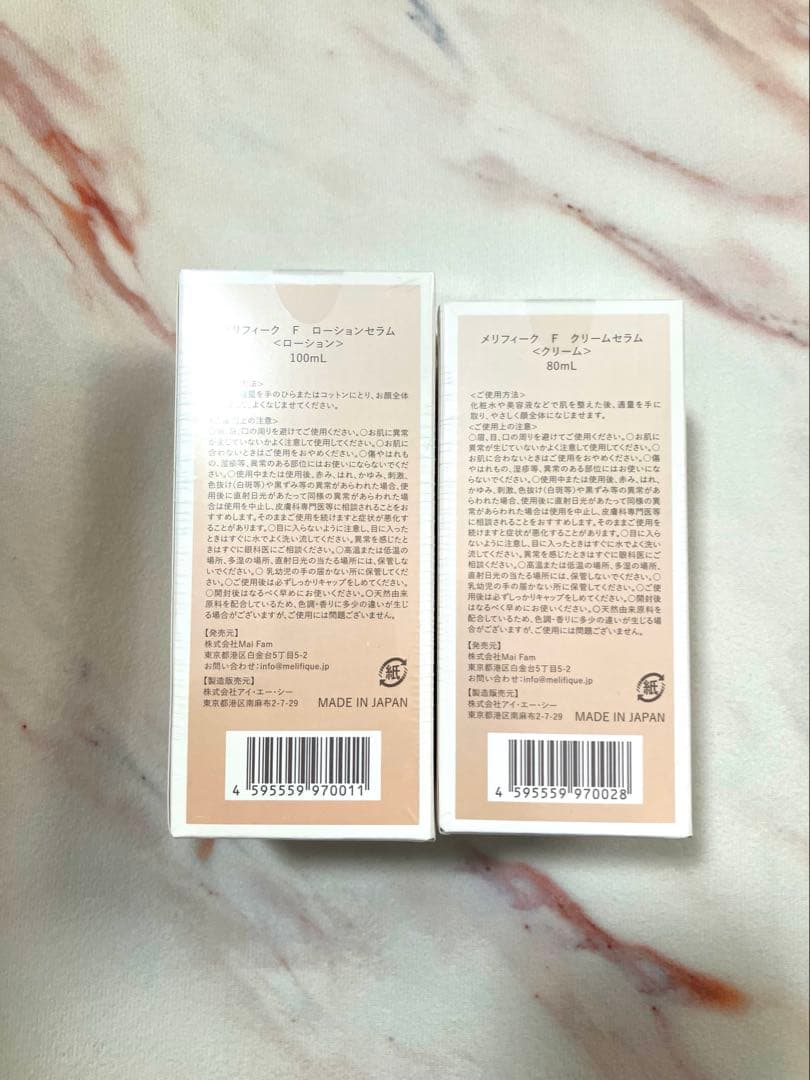 リフィーク F ローションセラム
<ローション>
100mL
法>
量を手のひらまたはコットンにとり、お顔全体
よくなじませてください。
上の注意>
口の周りを避けてご使用ください。○お肌に異常
が生じていないかよく注意して使用してください。○お肌
に合わないときはご使用をおやめください。○傷やはれも
の、湿疹等、異常のある部位にはお使いにならないでくだ
さい。○使用中または使用後、赤み、はれ、かゆみ、刺激、
色抜け(白斑等)や黒ずみ等の異常があらわれた場合、使
用後に直射日光があたって同様の異常があらわれた場合
は使用を中止し、皮膚科専門医等に相談されることをおす
すめします。そのままご使用を続けますと症状が悪化す
ることがあります。○目に入らないように注意し、目に入った
ときはすぐに水でよく洗い流してください。異常を感じたと
きはすぐに眼科医にご相談ください。○高温または低温の
場所、多湿の場所、直射日光の当たる場所には、保管しな
いでください。○ 乳幼児の手の届かない所に保管してくだ
さい。○ご使用後は必ずしっかりキャップをしめてください。
○開封後はなるべく早めにお使いください。○天然由来
原料を配合しているため、色調・香りに多少の違いが生じ
る場合がございますが、ご使用には問題ございません。
【発売元】
株式会社Mai Fam
東京都港区白金台5丁目5-2
お問い合わせ:info@melifique.jp
【製造販売元】
株式会社アイ・エー・シー
東京都港区南麻布2-7-29
紙
MADE IN JAPAN
4 595559 970011
メリフィーク F クリームセラム
<クリーム>
80mL
<ご使用方法>
化粧水や美容液などで肌を整えた後、適量を手に
取り、やさしく顔全体になじませます。
<ご使用上の注意>
○眉、目、口の周りを避けてご使用ください。○お肌に
異常が生じていないかよく注意して使用してください。○
お肌に合わないときはご使用をおやめください。○傷
やはれもの、湿疹等、異常のある部位にはお使いにな
らないでください。○使用中または使用後、赤み、はれ、
かゆみ、刺激、色抜け(白斑等)や黒ずみ等の異常があ
らわれた場合、使用後に直射日光があたって同様の異
常があらわれた場合は使用を中止し、皮膚科専門医等
に相談されることをおすすめします。そのままご使用を
続けますと症状が悪化することがあります。○目に入ら
ないように注意し、目に入ったときはすぐに水でよく洗い
流してください。異常を感じたときはすぐに眼科医にご相
談ください。○高温または低温の場所、多湿の場所、
直射日光の当たる場所には、保管しないでください。○
乳幼児の手の届かない所に保管してください。○ご使
用後は必ずしっかりキャップをしめてください。○開封後
はなるべく早めにお使いください。○天然由来原料を配
合しているため、色調・香りに多少の違いが生じる場合
がございますが、ご使用には問題ございません。
【発売元】
株式会社Mai Fam
東京都港区白金台5丁目5-2
お問い合わせ:info@melifique.jp
【製造販売元】
株式会社アイ・エー・シー
東京都港区南麻布2-7-29
紙
MADE IN JAPAN
4 595559 970028